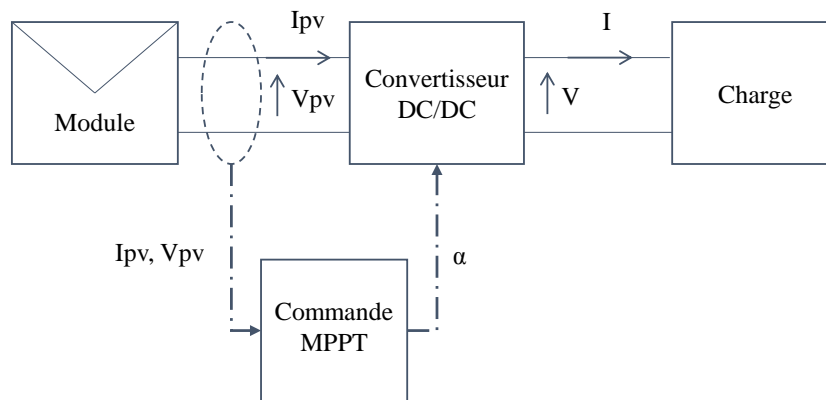 Ipv
I
Convertisseur
DC/DC
Vpv
V
Charge
Module
Ipv, Vpv
α
Commande
MPPT